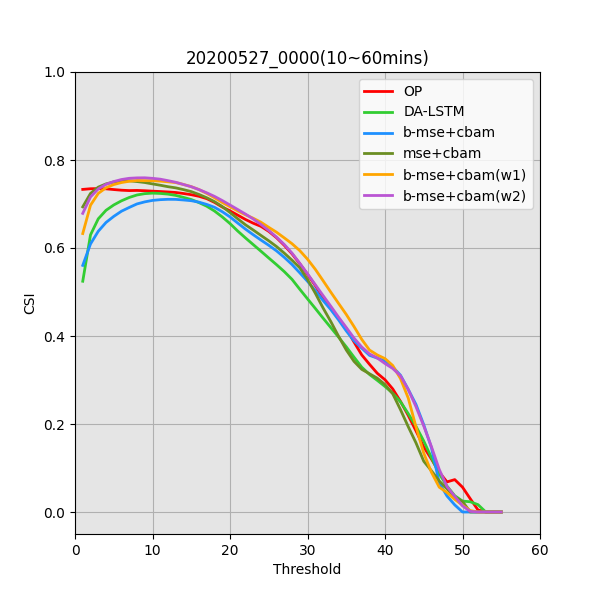 20200527_0000(10~60mins)
OP
DA-LSTM
b-mse+cbam
mse+cbam
b-mse+cbam(w1)
b-mse+cbam(w2)
1.0
0.8
0.6
0.4
0.2
0.0
CSI
0 10 20 30 40 50 60
Threshold